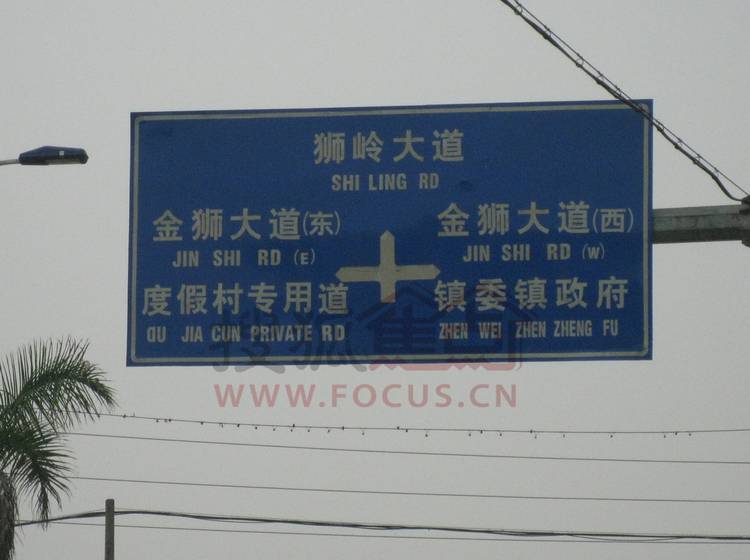 狮岭大道
SHI LING RD
金狮大道(东)
JIN SHI RD (E)
度假村专用道
DU JIA CUN PRIVATE RD
金狮大道(西)
JIN SHI RD (W)
镇委镇政府
ZHEN WEI ZHEN ZHENG FU
搜狐焦点
WWW.FOCUS.CN